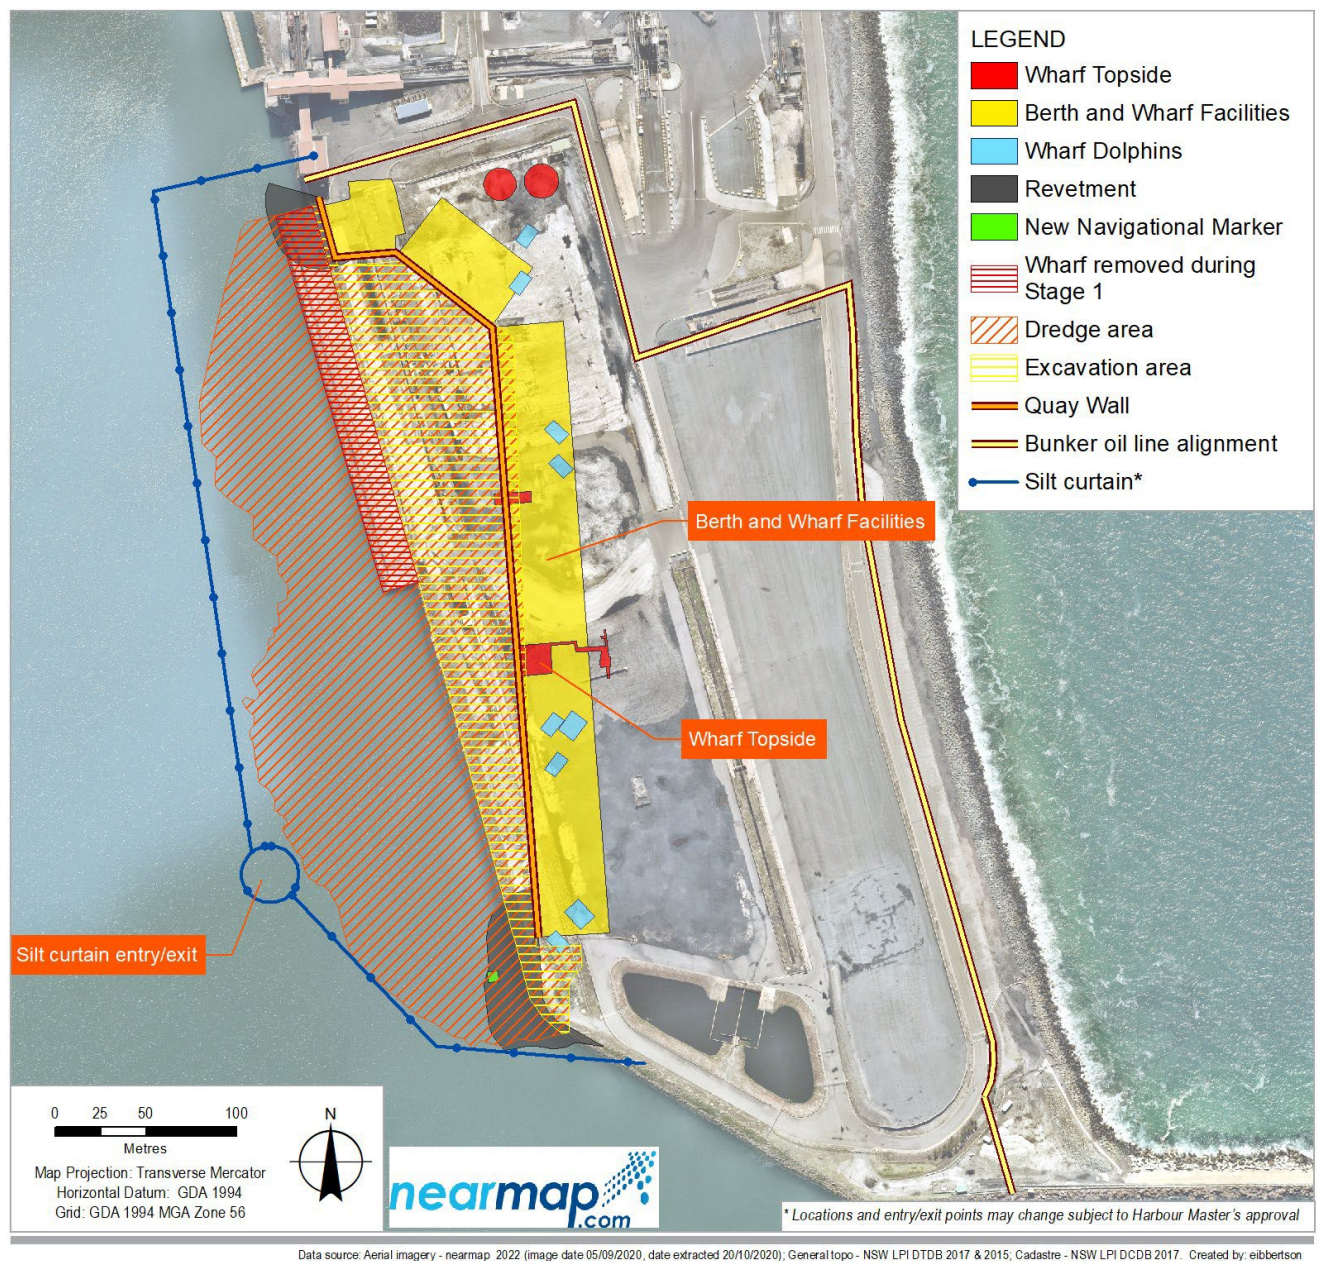 LEGEND
Wharf Topside
Berth and Wharf Facilities
Wharf Dolphins
Revetment
New Navigational Marker
Wharf removed during
Stage 1
Dredge area
Excavation area
Quay Wall
Bunker oil line alignment
Silt curtain*
Berth and Wharf Facilities
Wharf Topside
Silt curtain entry/exit
0 25 50 100
Metres
Map Projection: Transverse Mercator
Horizontal Datum: GDA 1994
Grid: GDA 1994 MGA Zone 56
N
nearmap
.com
* Locations and entry/exit points may change subject to Harbour Master's approval
Data source: Aerial imagery - nearmap 2022 (image date 05/09/2020, date extracted 20/10/2020); General topo - NSW LPI DTDB 2017 & 2015; Cadastre - NSW LPI DCDB 2017. Created by: eibbertson